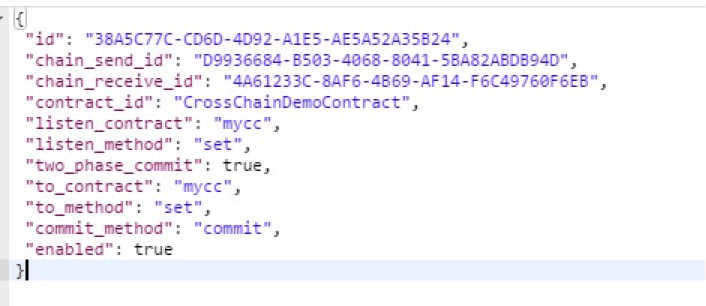 {
"id": "38A5C77C-CD6D-4D92-A1E5-AE5A52A35B24",
"chain_send_id": "D9936684-B503-4068-8041-5BA82ABDB94D",
"chain_receive_id": "4A61233C-8AF6-4B69-AF14-F6C49760F6EB",
"contract_id": "CrossChainDemoContract",
"listen_contract": "mycc",
"listen_method": "set",
"two_phase_commit": true,
"to_contract": "mycc",
"to_method": "set",
"commit_method": "commit",
"enabled": true
}